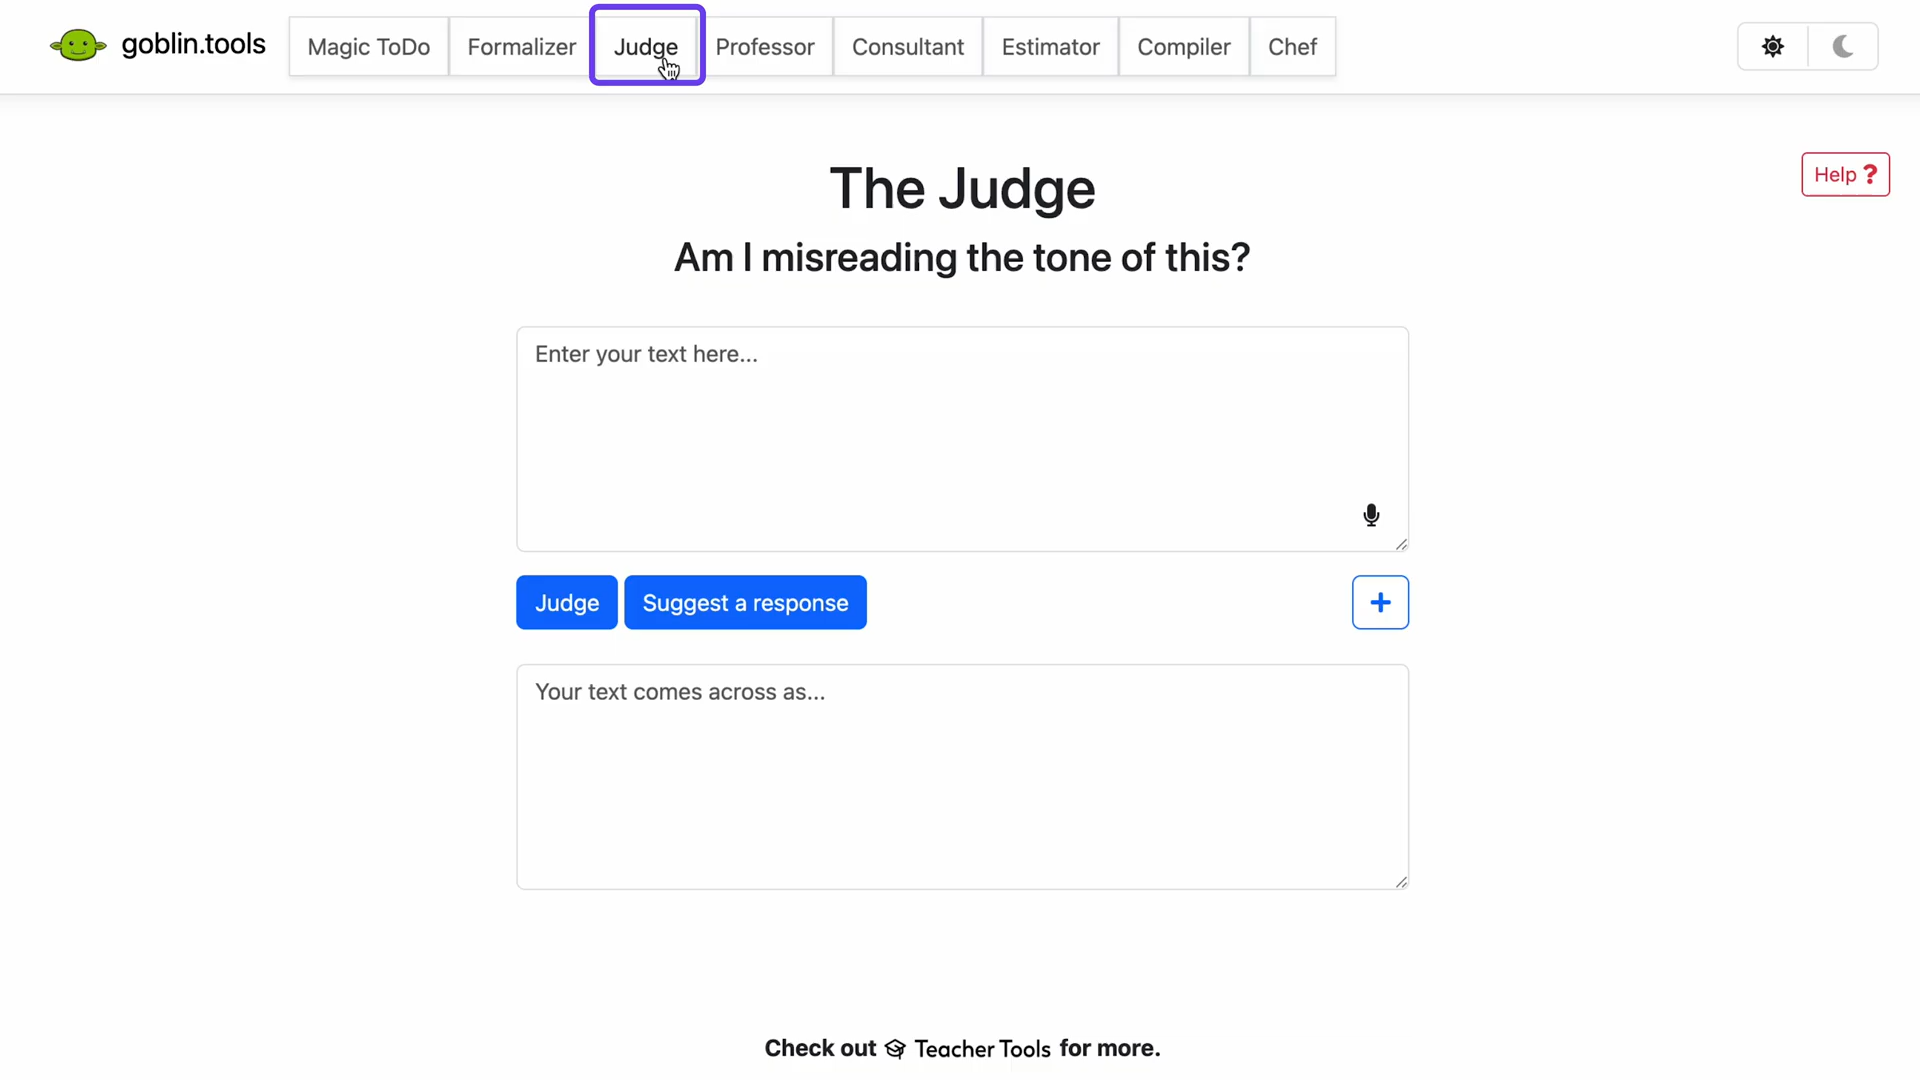 goblin.tools
Magic ToDo
Formalizer
Judge
Professor
Consultant
Estimator
Compiler
Chef
Help ?
The Judge
Am I misreading the tone of this?
Enter your text here...
Judge
Suggest a response
+
Your text comes across as...
Check out Teacher Tools for more.